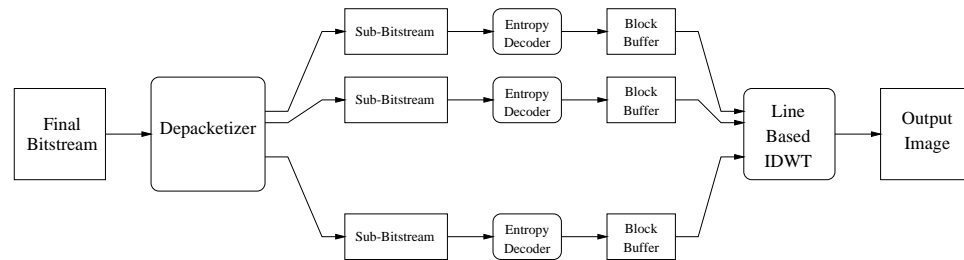 Final
Bitstream
Depacketizer
Sub-Bitstream
Entropy
Decoder
Block
Buffer
Sub-Bitstream
Entropy
Decoder
Block
Buffer
Sub-Bitstream
Entropy
Decoder
Block
Buffer
Line
Based
IDWT
Output
Image